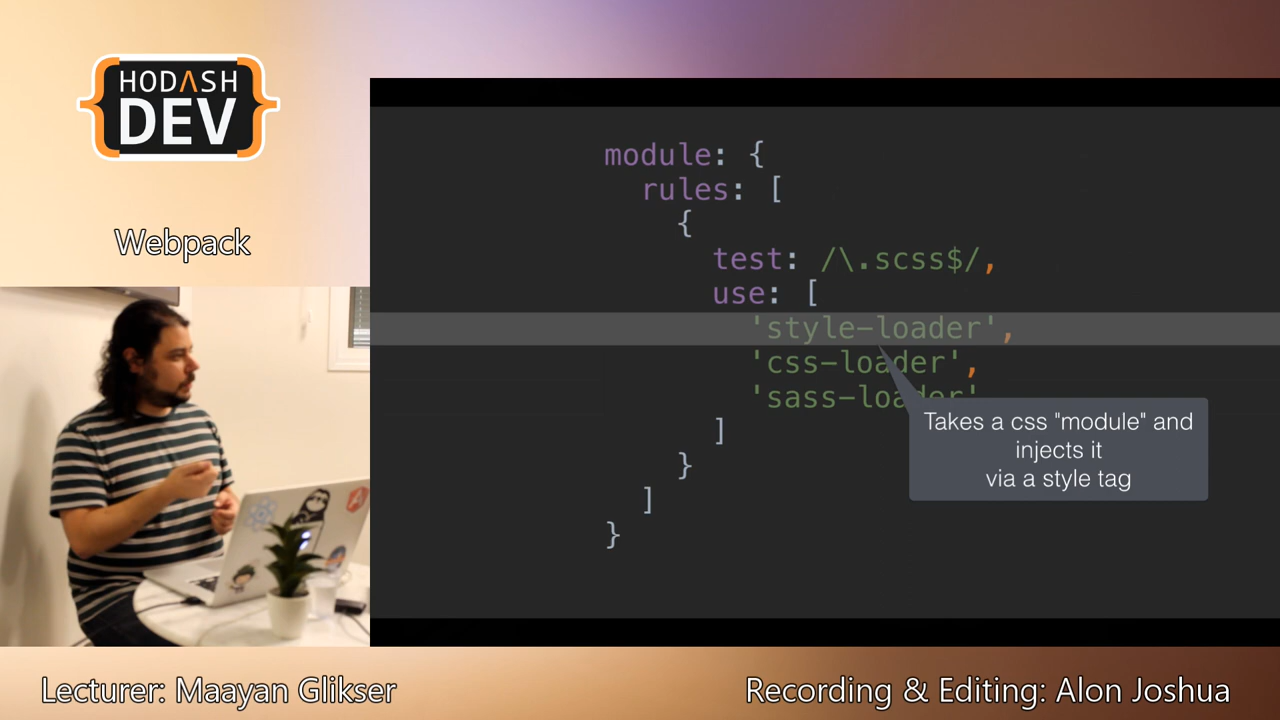 HODASH
DEV
Webpack
module: {
rules: [
{
test: /\.scss$/,
use: [
'style-loader',
'css-loader',
'sass-loader'
]
}
]
}
Takes a css "module" and
injects it
via a style tag
Lecturer: Maayan Glikser
Recording & Editing: Alon Joshua